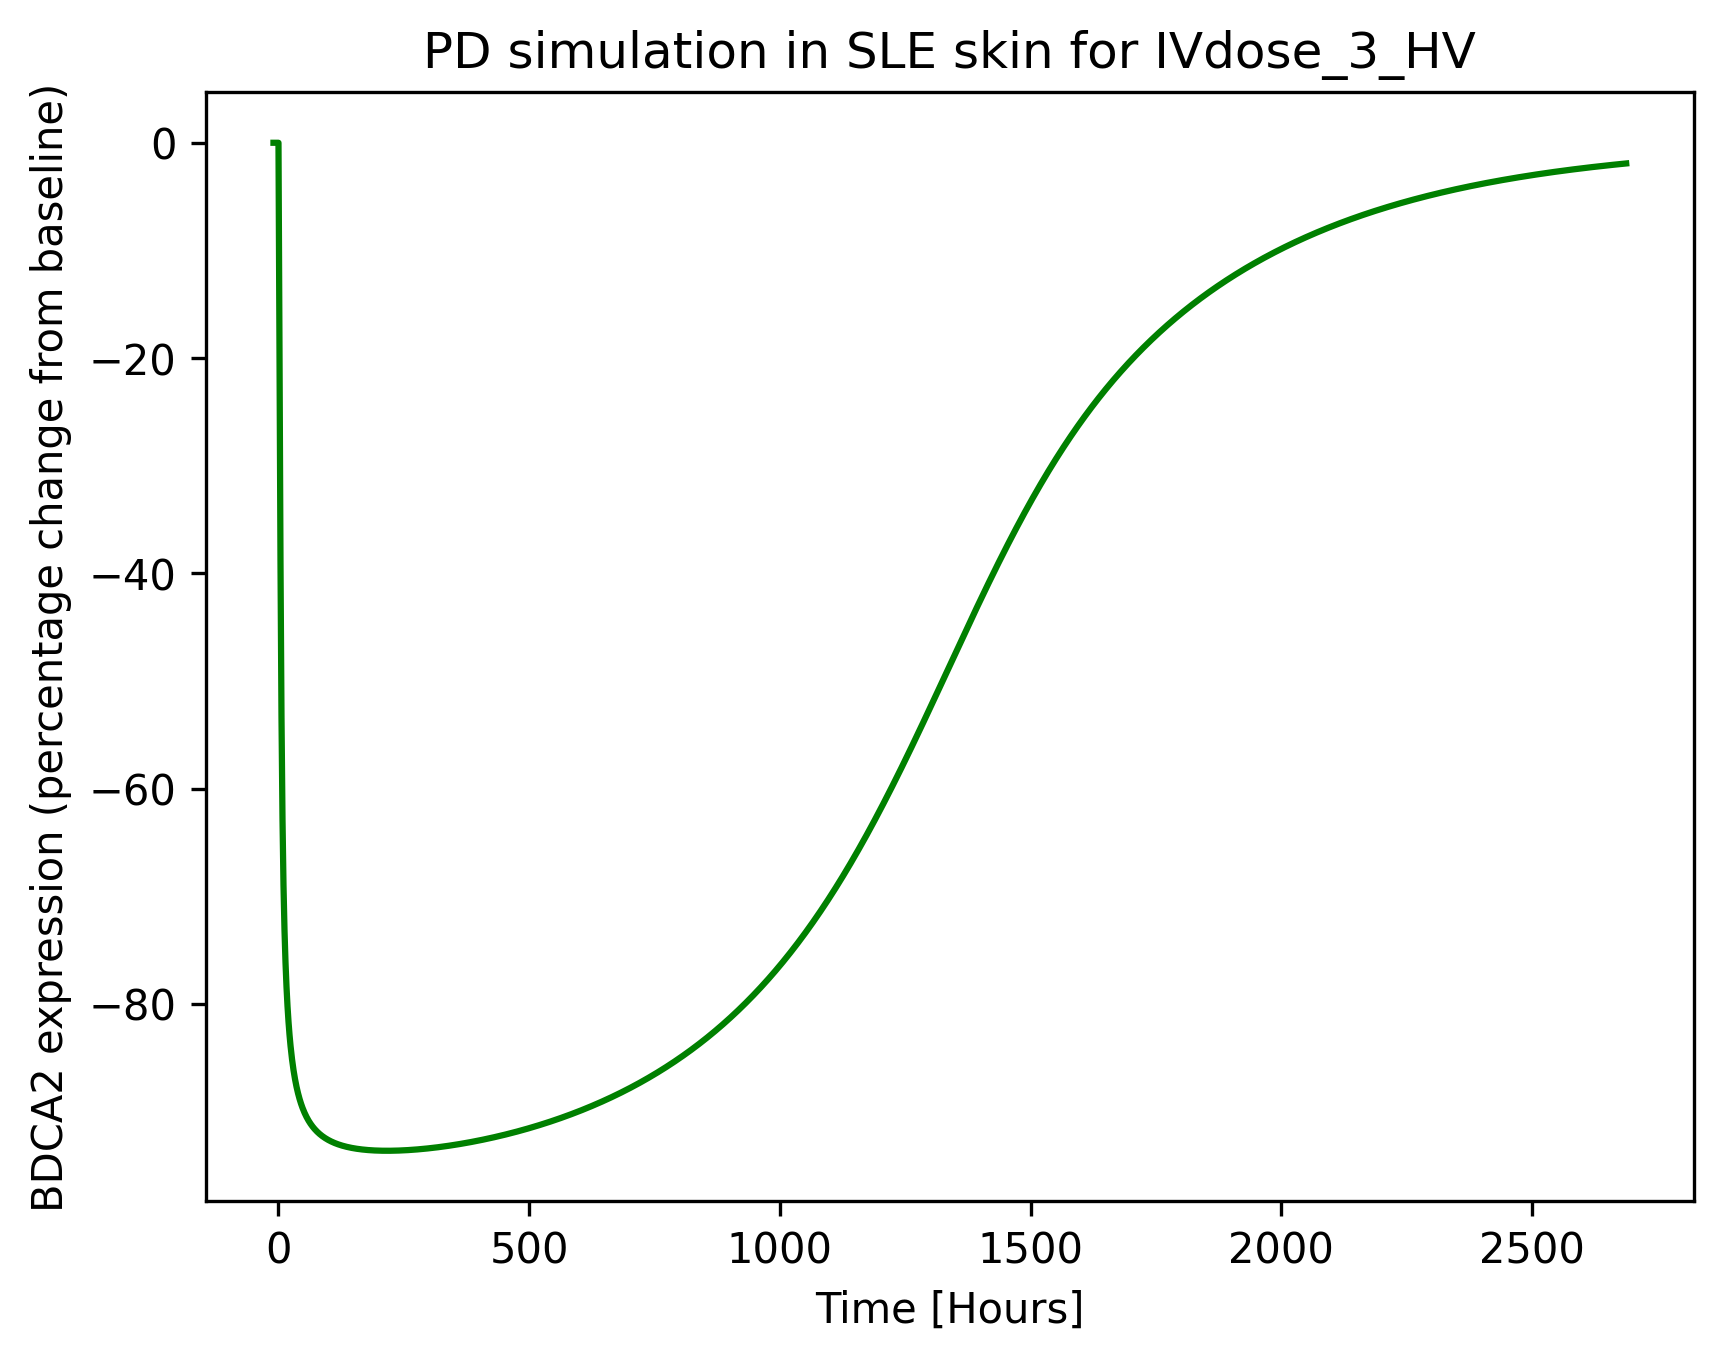 PD simulation in SLE skin for IVdose_3_HV
BDCA2 expression (percentage change from baseline)
0
−20
−40
−60
−80
0 500 1000 1500 2000 2500
Time [Hours]